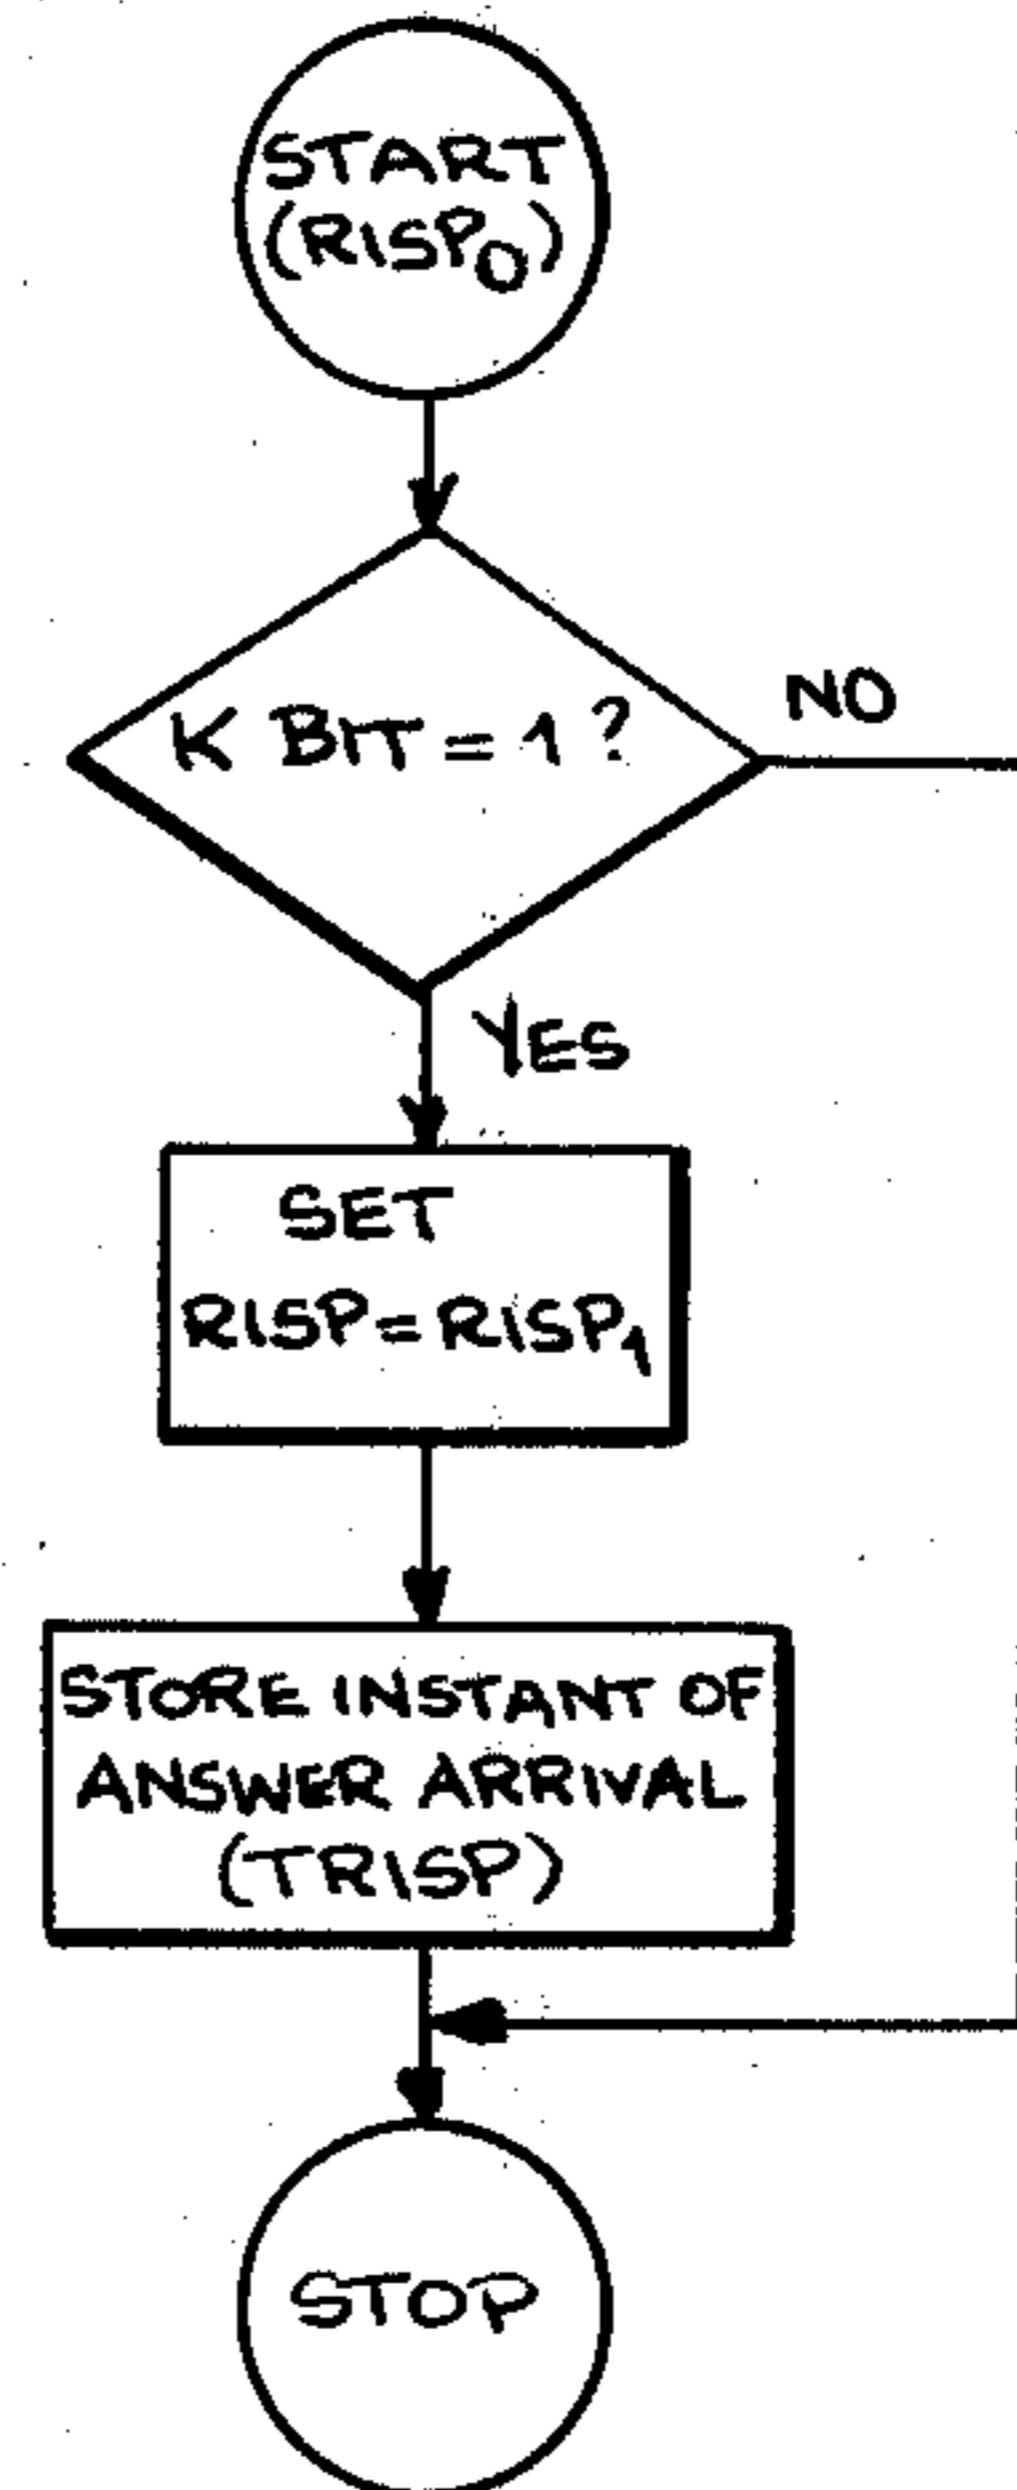 START
(RISP₀)
K BIT = 1 ?
NO
YES
SET
RISP = RISP₁
STORE INSTANT OF
ANSWER ARRIVAL
(TRISP)
STOP